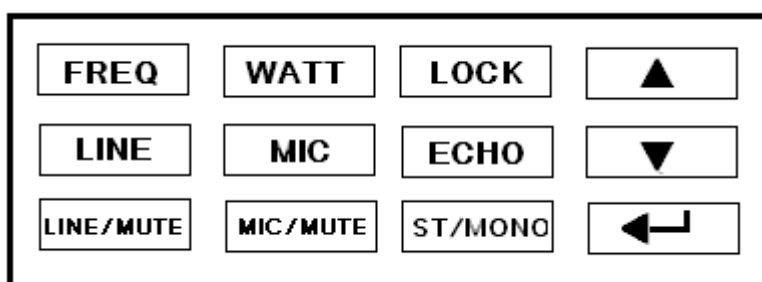 FREQ WATT LOCK ▲
LINE MIC ECHO ▼
LINE/MUTE MIC/MUTE ST/MONO ↵